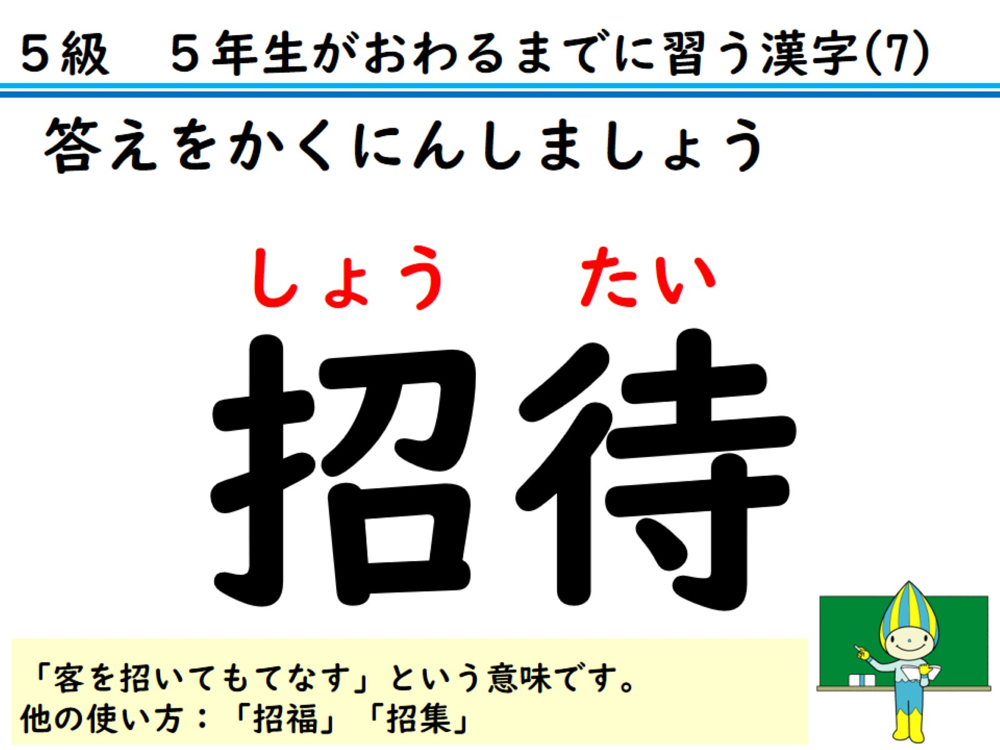 ５級　５年生がおわるまでに習う漢字(7)
答えをかくにんしましょう
しょう　たい
招待
「客を招いてもてなす」という意味です。
他の使い方：「招福」「招集」